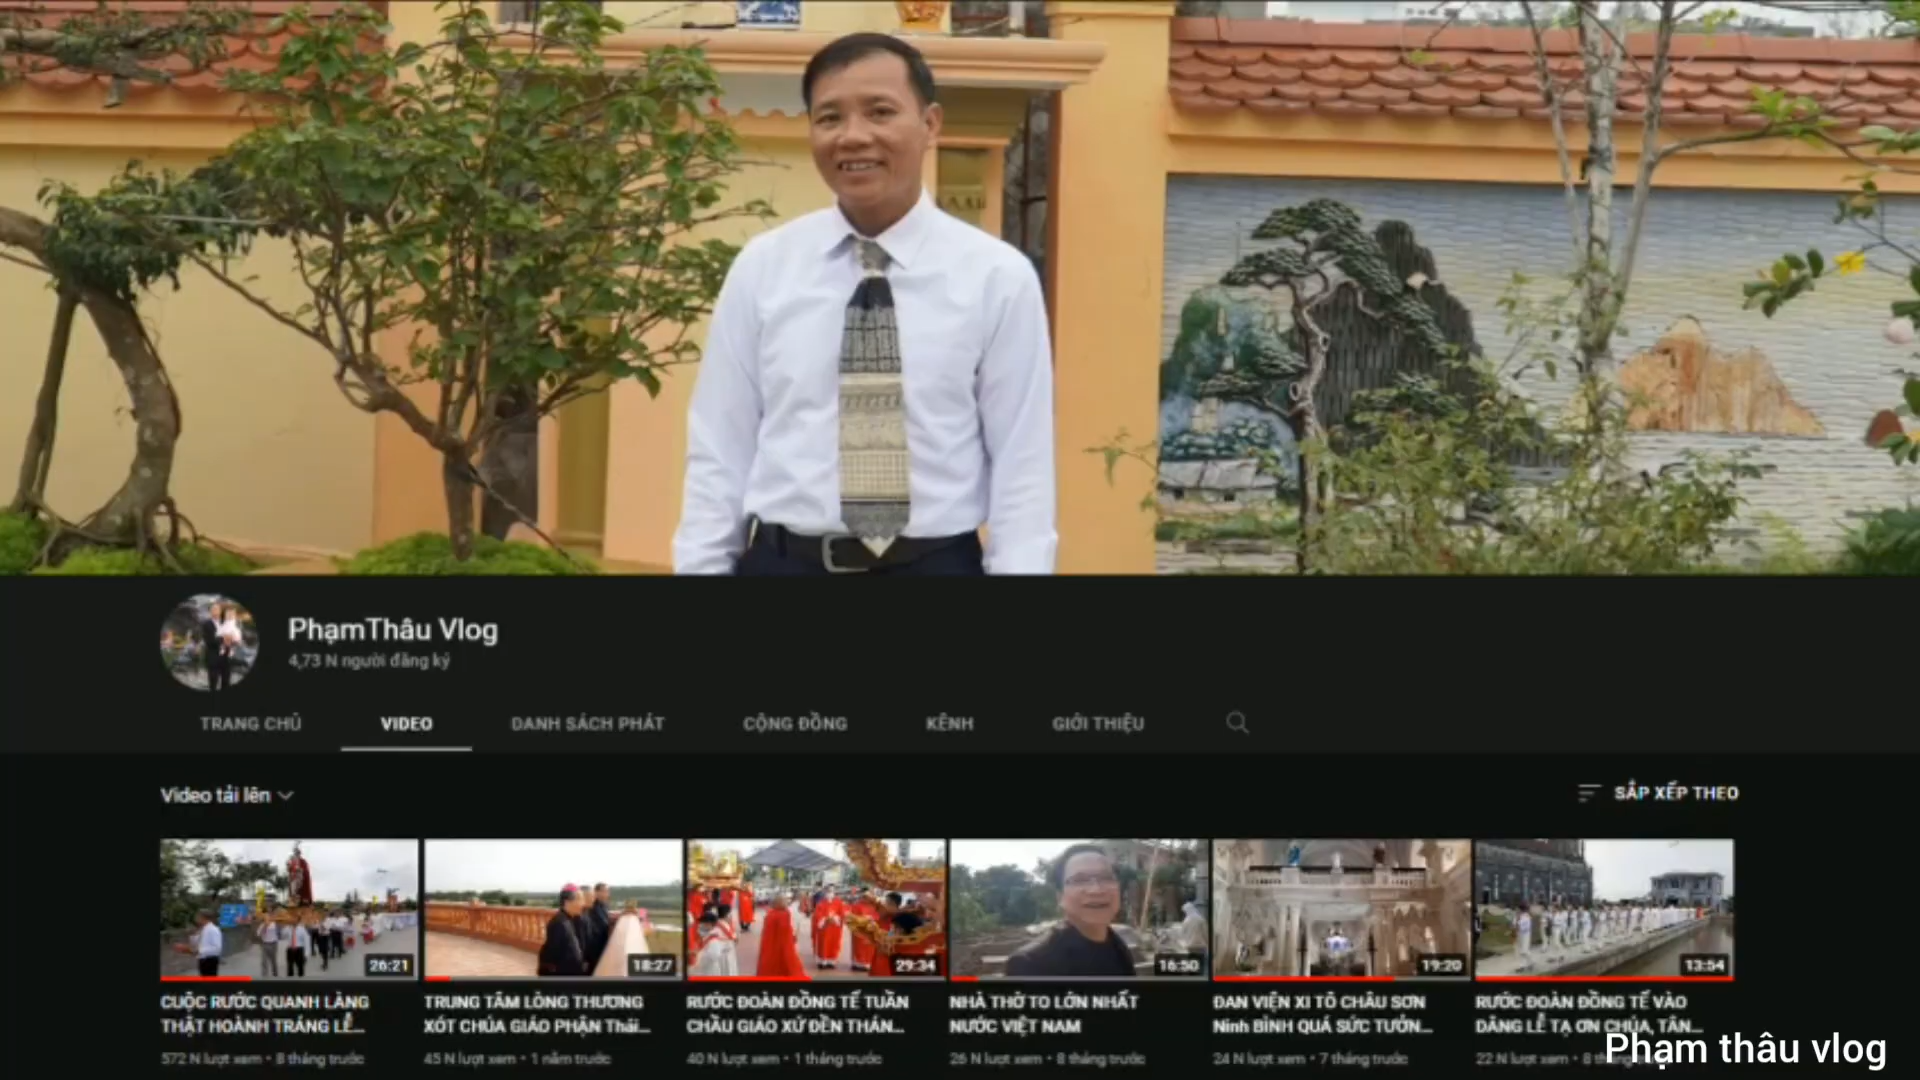 PhạmThâu Vlog
4,73 N người đăng ký
TRANG CHỦ
VIDEO
DANH SÁCH PHÁT
CỘNG ĐỒNG
KÊNH
GIỚI THIỆU
Video tải lên
SẮP XẾP THEO
26:21
18:27
29:34
16:50
19:20
13:54
CUỘC RƯỚC QUANH LÀNG
THẬT HOÀNH TRÁNG LỄ...
572 N lượt xem • 8 tháng trước
TRUNG TÂM LÒNG THƯƠNG
XÓT CHÚA GIÁO PHẬN Thái...
45 N lượt xem • 1 năm trước
RƯỚC ĐOÀN ĐỒNG TẾ TUẦN
CHẦU GIÁO XỨ ĐỀN THÁN...
40 N lượt xem • 1 tháng trước
NHÀ THỜ TO LỚN NHẤT
NƯỚC VIỆT NAM
26 N lượt xem • 8 tháng trước
ĐAN VIỆN XI TÔ CHÂU SƠN
Ninh BÌNH QUÁ SỨC TƯỞN...
24 N lượt xem • 7 tháng trước
RƯỚC ĐOÀN ĐỒNG TẾ VÀO
DÂNG LỄ TẠ ƠN CHÚA, TÂN...
22 N lượt xem • 8
Phạm thâu vlog